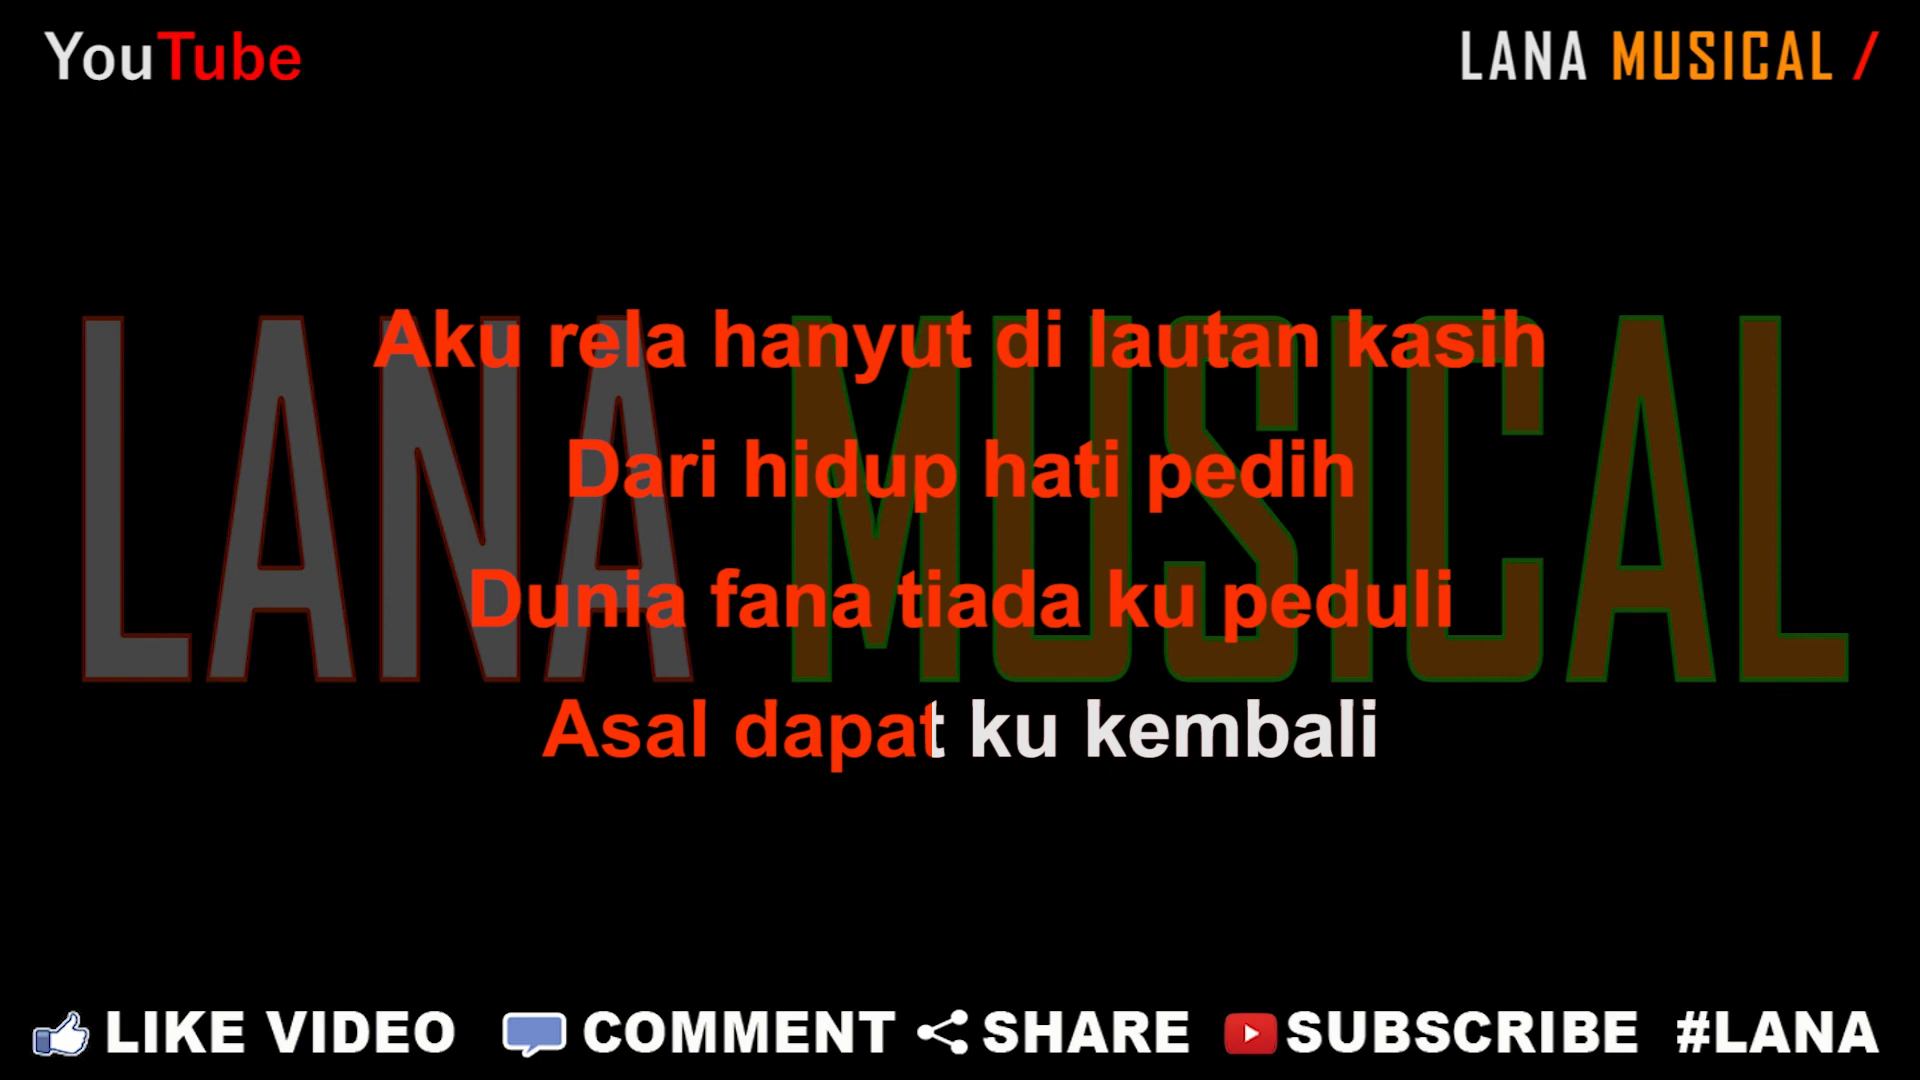 YouTube
LANA MUSICAL /
LANA MUSICAL
Aku rela hanyut di lautan kasih
Dari hidup hati pedih
Dunia fana tiada ku peduli
Asal dapat ku kembali
LIKE VIDEO COMMENT SHARE SUBSCRIBE #LANA